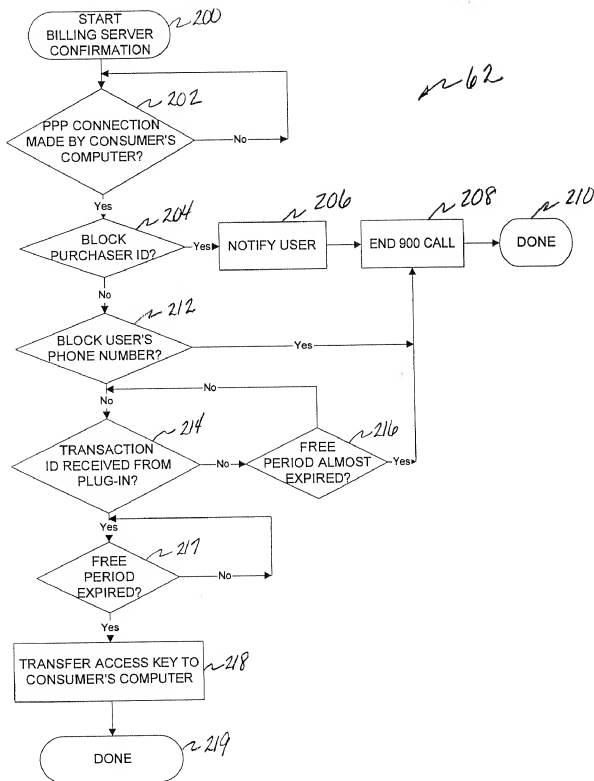 START
BILLING SERVER
CONFIRMATION
200
62
202
PPP CONNECTION
MADE BY CONSUMER'S
COMPUTER?
No
Yes
204
BLOCK
PURCHASER ID?
Yes
206
NOTIFY USER
208
END 900 CALL
210
DONE
No
212
BLOCK USER'S
PHONE NUMBER?
Yes
No
No
214
TRANSACTION
ID RECEIVED FROM
PLUG-IN?
No
216
FREE
PERIOD ALMOST
EXPIRED?
Yes
Yes
217
FREE
PERIOD
EXPIRED?
No
Yes
TRANSFER ACCESS KEY TO
CONSUMER'S COMPUTER
218
DONE
219